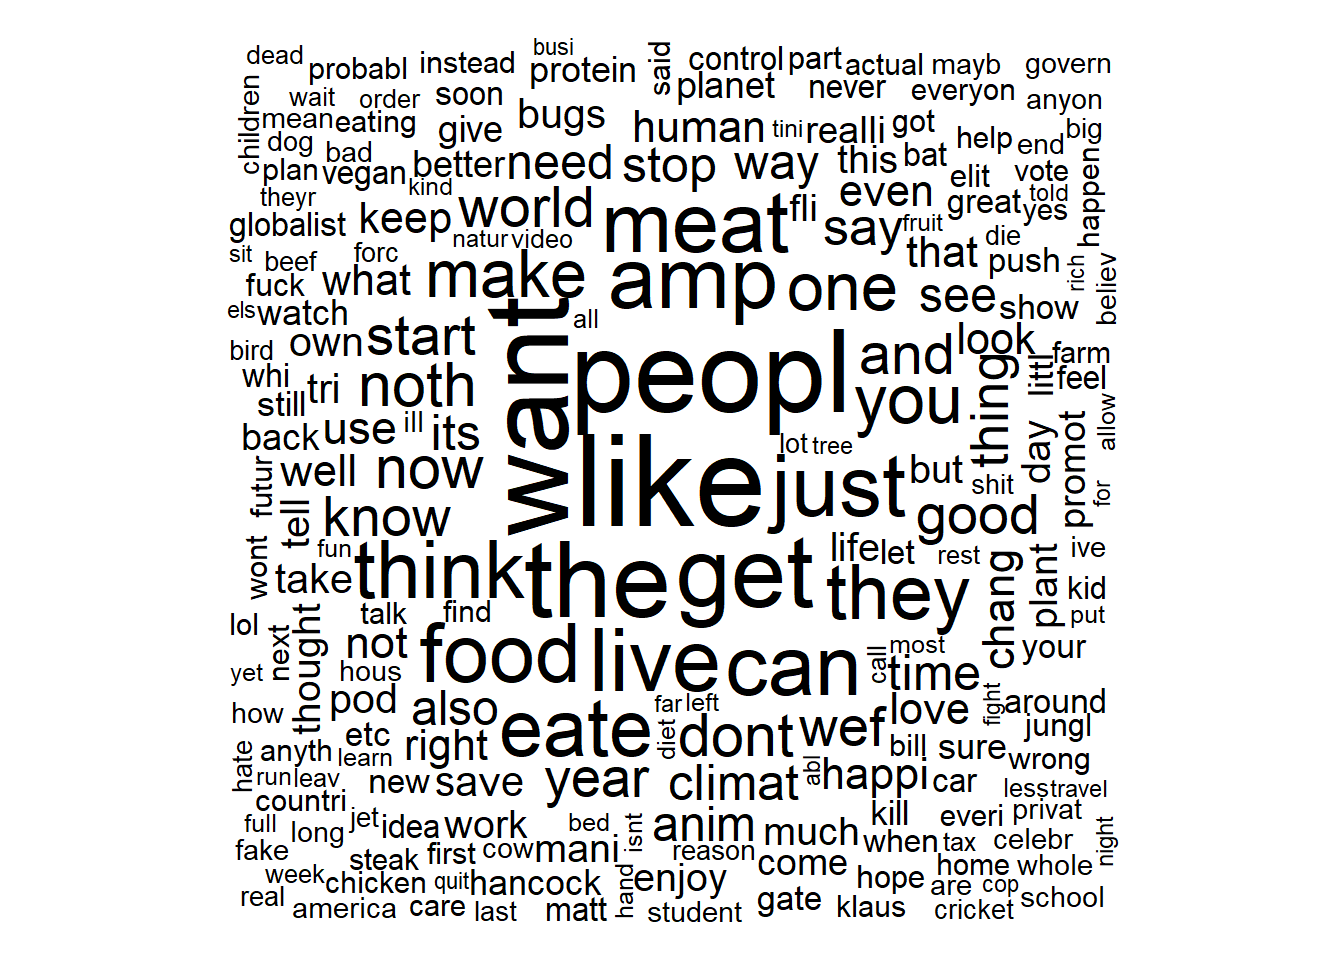 dead probabl instead busi protein said control part actual mayb govern
children wait order soon planet never everyon anyon
mean eating give bugs human tini realli got help end big
dog bad better need stop way this bat elit vote happen
plan vegan kind theyr world meat fli say even great told yes
globalist keep natur video fruit that die push rich believ
sit beef forc what make amp one see show
fuck els watch all
bird own start want peopl and look farm
whi tri noth you thing littl feel
still use ill its lot tree day promot allow
back well now like just but shit for
futur tell know good
wont fun think the get life let rest ive
take they chang plant kid put
lol next thought talk find not food live can call most time your
yet hous
how pod also far left love fight around
hate anyth etc right eate diet dont wef bill sure jungl
learn wrong
run leav new save year climat abl happi car less travel
countri kill everi privat
full long jet idea work bed isnt anim much when tax celebr night
fake steak first cow mani reason come home whole
week chicken quit hancock hand enjoy hope are cop school
real america care last matt student gate klaus cricket